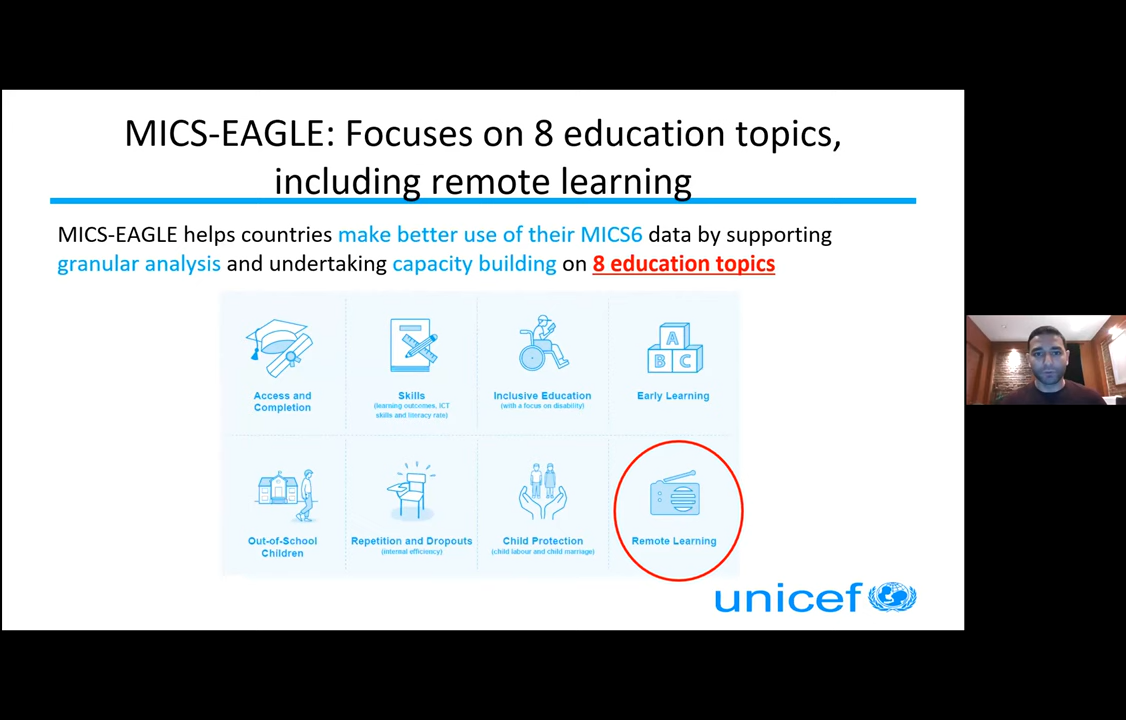 MICS-EAGLE: Focuses on 8 education topics,
including remote learning
MICS-EAGLE helps countries make better use of their MICS6 data by supporting
granular analysis and undertaking capacity building on 8 education topics
Access and
Completion
Skills
(learning outcomes, ICT
skills and literacy rate)
Inclusive Education
(with a focus on disability)
A
B C
Early Learning
Out-of-School
Children
Repetition and Dropouts
(internal efficiency)
Child Protection
(child labour and child marriage)
Remote Learning
unicef